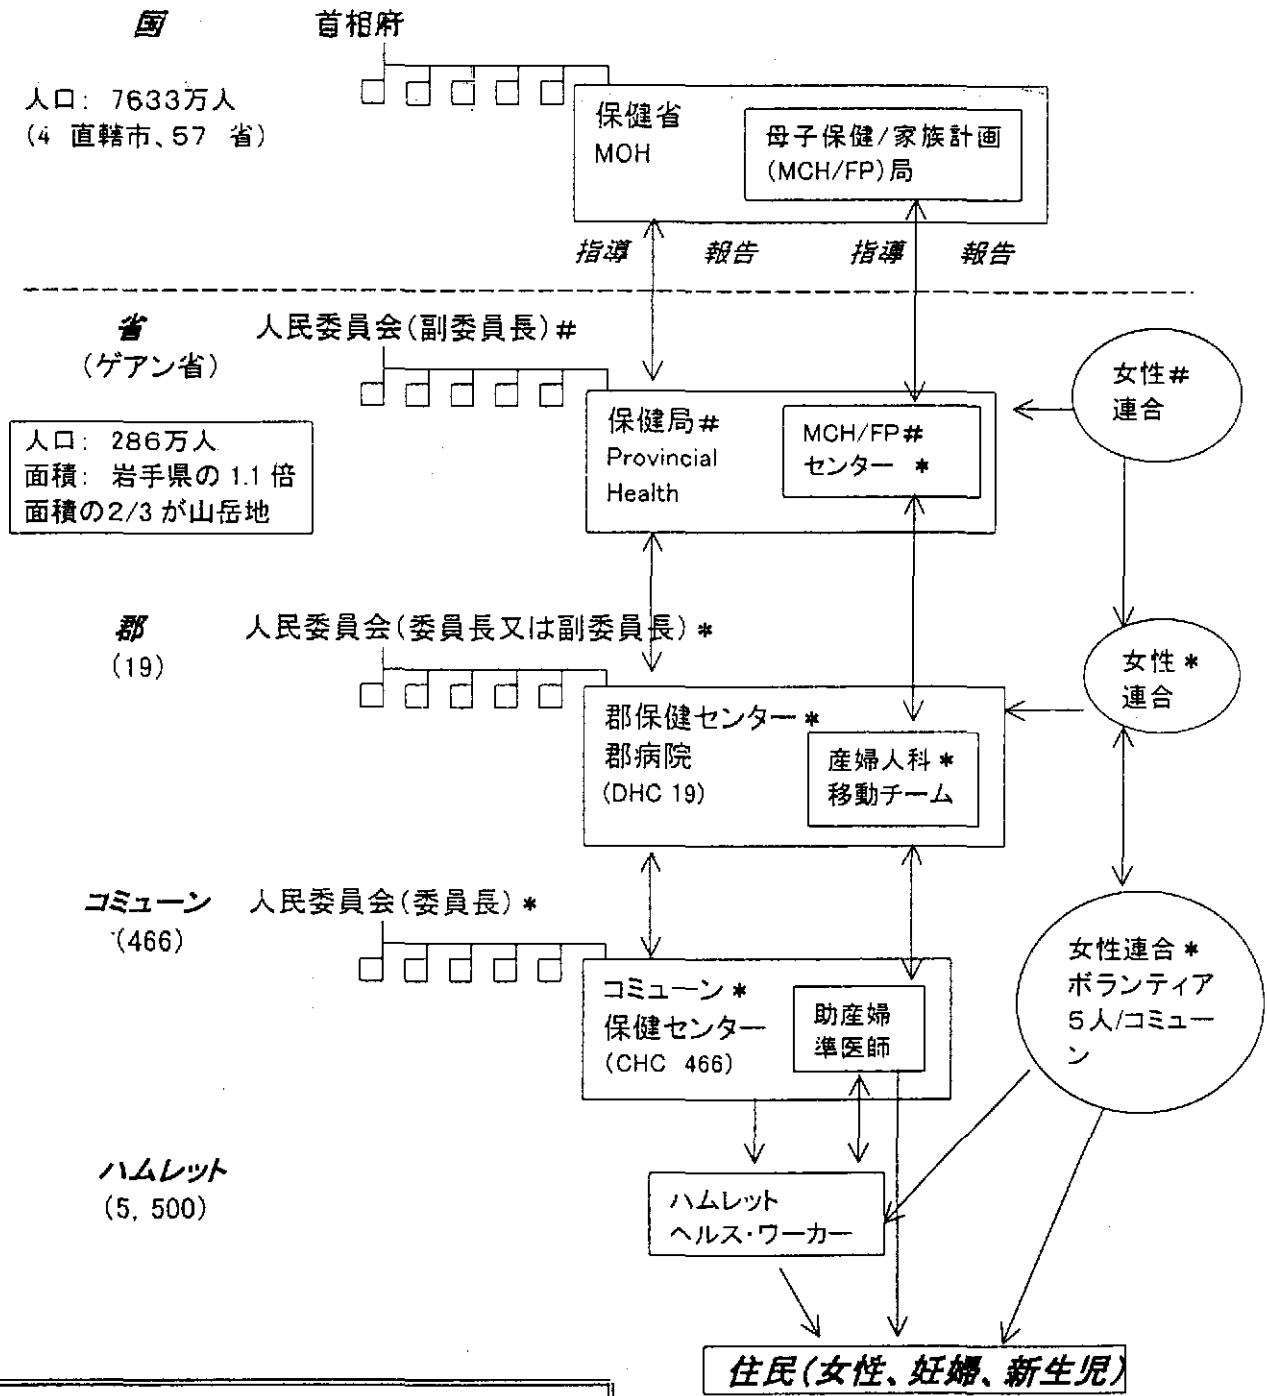 国
首相府
人口: 7633万人
(4 直轄市、57 省)
保健省
MOH
母子保健/家族計画
(MCH/FP)局
指導
報告
指導
報告
省
(ゲアン省)
人民委員会(副委員長)#
人口: 286万人
面積: 岩手県の 1.1 倍
面積の2/3 が山岳地
保健局#
Provincial
Health
MCH/FP#
センター *
女性#
連合
郡
(19)
人民委員会(委員長又は副委員長) *
郡保健センター *
郡病院
(DHC 19)
産婦人科 *
移動チーム
女性 *
連合
コミューン
(466)
人民委員会(委員長) *
コミューン *
保健センター
(CHC 466)
助産婦
準医師
女性連合 *
ボランティア
5人/コミュー
ン
ハムレット
(5, 500)
ハムレット
ヘルス・ワーカー
住民(女性、妊婦、新生児)